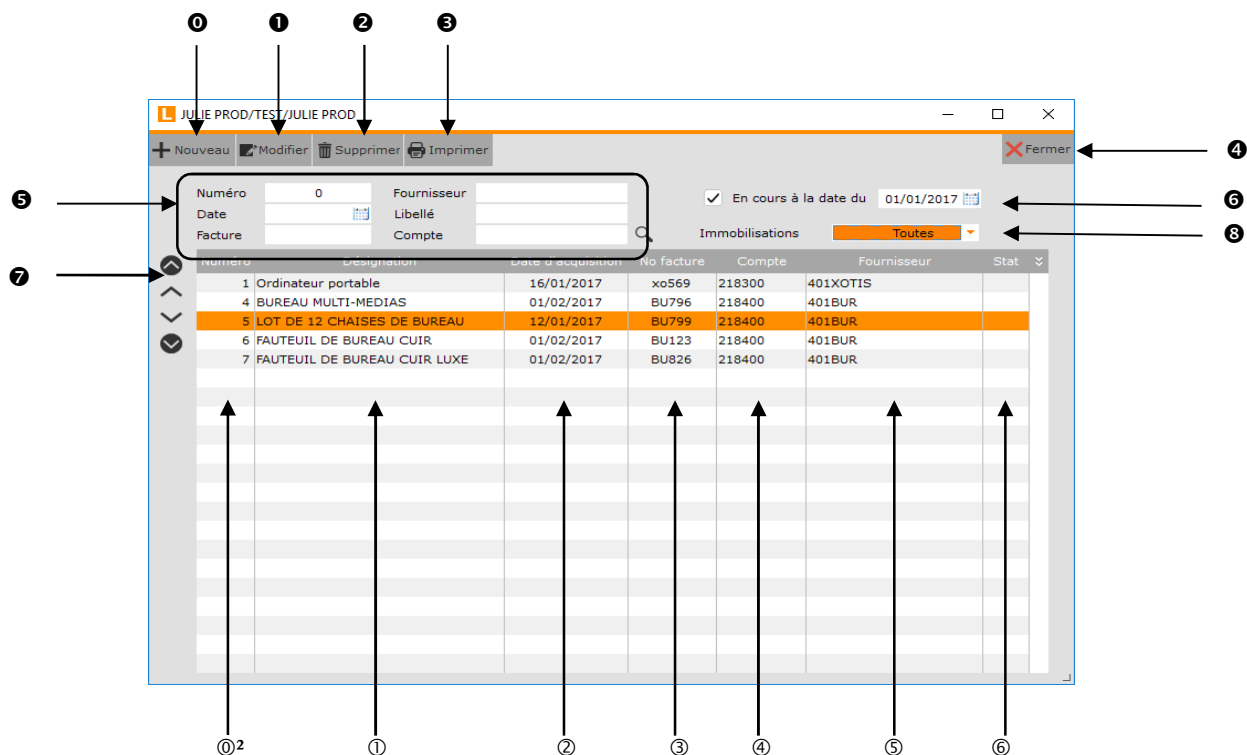 ⓿ ❶ ❷ ❸
L JULIE PROD/TEST/JULIE PROD
Nouveau Modifier Supprimer Imprimer Fermer ❹
❺ Numéro 0 Fournisseur En cours à la date du 01/01/2017 ❻
Date Libellé
Facture Compte Immobilisations Toutes ❽
❼ Numéro Désignation Date d'acquisition No facture Compte Fournisseur Stat
1 Ordinateur portable 16/01/2017 xo569 218300 401XOTIS
4 BUREAU MULTI-MEDIAS 01/02/2017 BU796 218400 401BUR
5 LOT DE 12 CHAISES DE BUREAU 12/01/2017 BU799 218400 401BUR
6 FAUTEUIL DE BUREAU CUIR 01/02/2017 BU123 218400 401BUR
7 FAUTEUIL DE BUREAU CUIR LUXE 01/02/2017 BU826 218400 401BUR
⓪² ① ② ③ ④ ⑤ ⑥